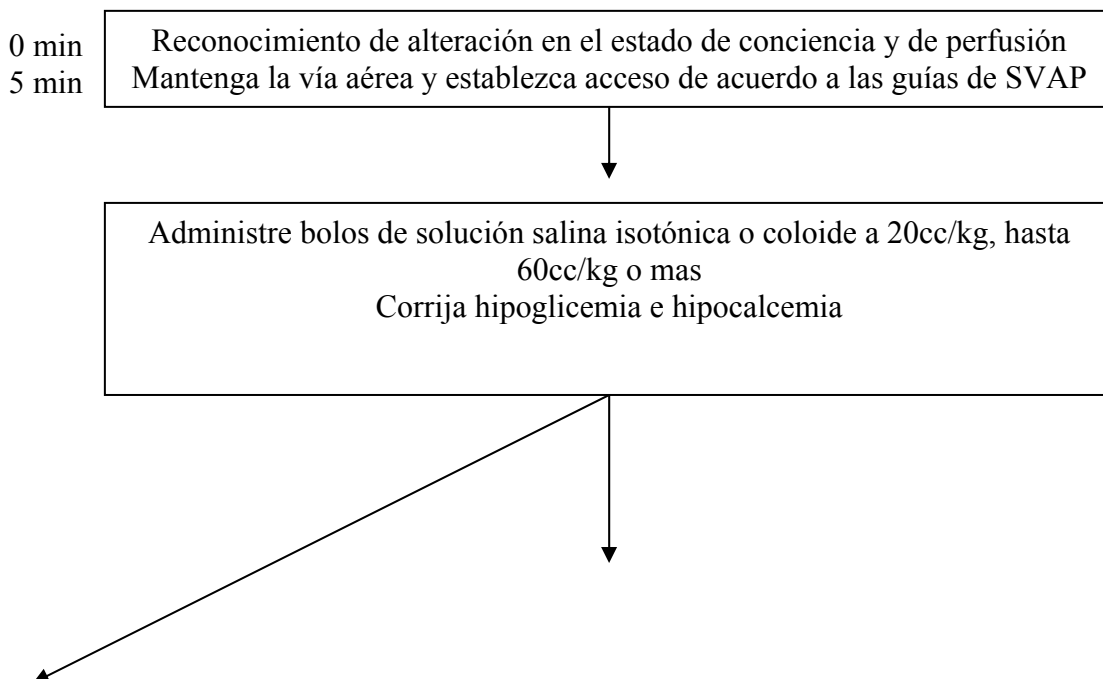 0 min
5 min
Reconocimiento de alteración en el estado de conciencia y de perfusión
Mantenga la vía aérea y establezca acceso de acuerdo a las guías de SVAP
Administre bolos de solución salina isotónica o coloide a 20cc/kg, hasta
60cc/kg o mas
Corrija hipoglicemia e hipocalcemia